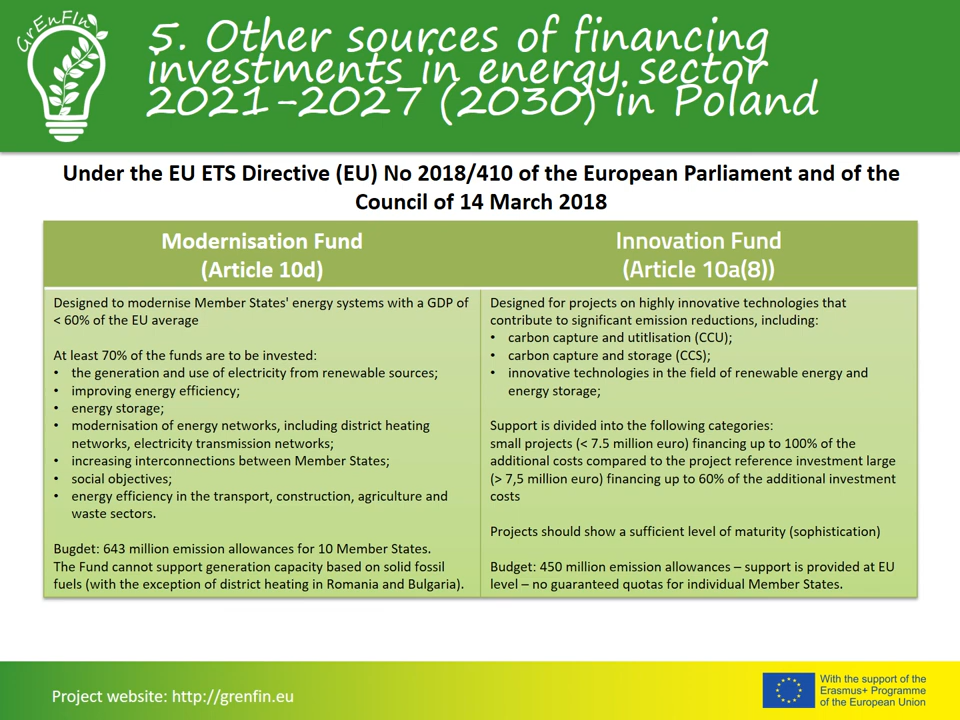 GrEnFIn
5. Other sources of financing
investments in energy sector
2021-2027 (2030) in Poland
Under the EU ETS Directive (EU) No 2018/410 of the European Parliament and of the
Council of 14 March 2018
Modernisation Fund
(Article 10d)
Designed to modernise Member States' energy systems with a GDP of
< 60% of the EU average
At least 70% of the funds are to be invested:
• the generation and use of electricity from renewable sources;
• improving energy efficiency;
• energy storage;
• modernisation of energy networks, including district heating
networks, electricity transmission networks;
• increasing interconnections between Member States;
• social objectives;
• energy efficiency in the transport, construction, agriculture and
waste sectors.
Bugdet: 643 million emission allowances for 10 Member States.
The Fund cannot support generation capacity based on solid fossil
fuels (with the exception of district heating in Romania and Bulgaria).
Innovation Fund
(Article 10a(8))
Designed for projects on highly innovative technologies that
contribute to significant emission reductions, including:
• carbon capture and utitlisation (CCU);
• carbon capture and storage (CCS);
• innovative technologies in the field of renewable energy and
energy storage;
Support is divided into the following categories:
small projects (< 7.5 million euro) financing up to 100% of the
additional costs compared to the project reference investment large
(> 7,5 million euro) financing up to 60% of the additional investment
costs
Projects should show a sufficient level of maturity (sophistication)
Budget: 450 million emission allowances – support is provided at EU
level – no guaranteed quotas for individual Member States.
Project website: http://grenfin.eu
With the support of the
Erasmus+ Programme
of the European Union